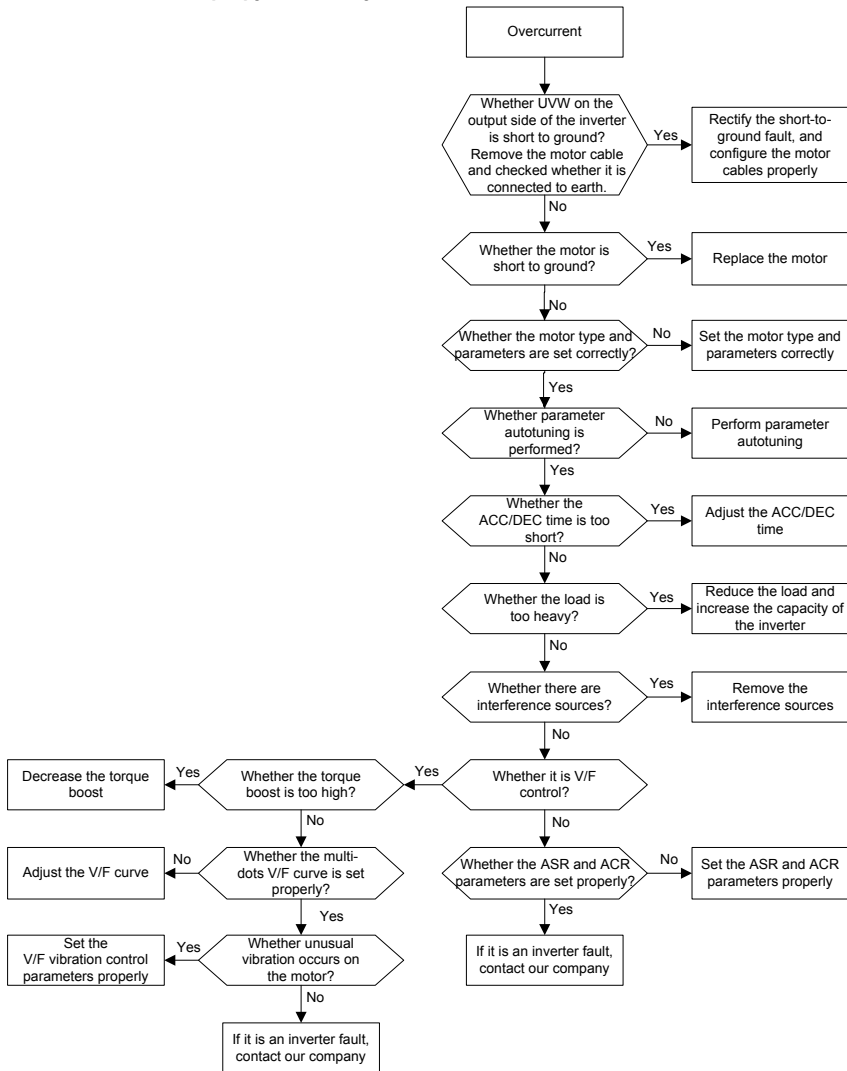 Overcurrent
Whether UVW on the
output side of the inverter
is short to ground?
Remove the motor cable
and checked whether it is
connected to earth.
Yes
Rectify the short-to-
ground fault, and
configure the motor
cables properly
No
Whether the motor is
short to ground?
Yes
Replace the motor
No
Whether the motor type and
parameters are set correctly?
No
Set the motor type and
parameters correctly
Yes
Whether parameter
autotuning is
performed?
No
Perform parameter
autotuning
Yes
Whether the
ACC/DEC time is too
short?
Yes
Adjust the ACC/DEC
time
No
Whether the load is
too heavy?
Yes
Reduce the load and
increase the capacity of
the inverter
No
Whether there are
interference sources?
Yes
Remove the
interference sources
No
Whether it is V/F
control?
Yes
Whether the torque
boost is too high?
Yes
Decrease the torque
boost
No
Whether the multi-
dots V/F curve is set
properly?
No
Adjust the V/F curve
Yes
Whether unusual
vibration occurs on
the motor?
Yes
Set the
V/F vibration control
parameters properly
No
If it is an inverter fault,
contact our company
No
Whether the ASR and ACR
parameters are set properly?
No
Set the ASR and ACR
parameters properly
Yes
If it is an inverter fault,
contact our company